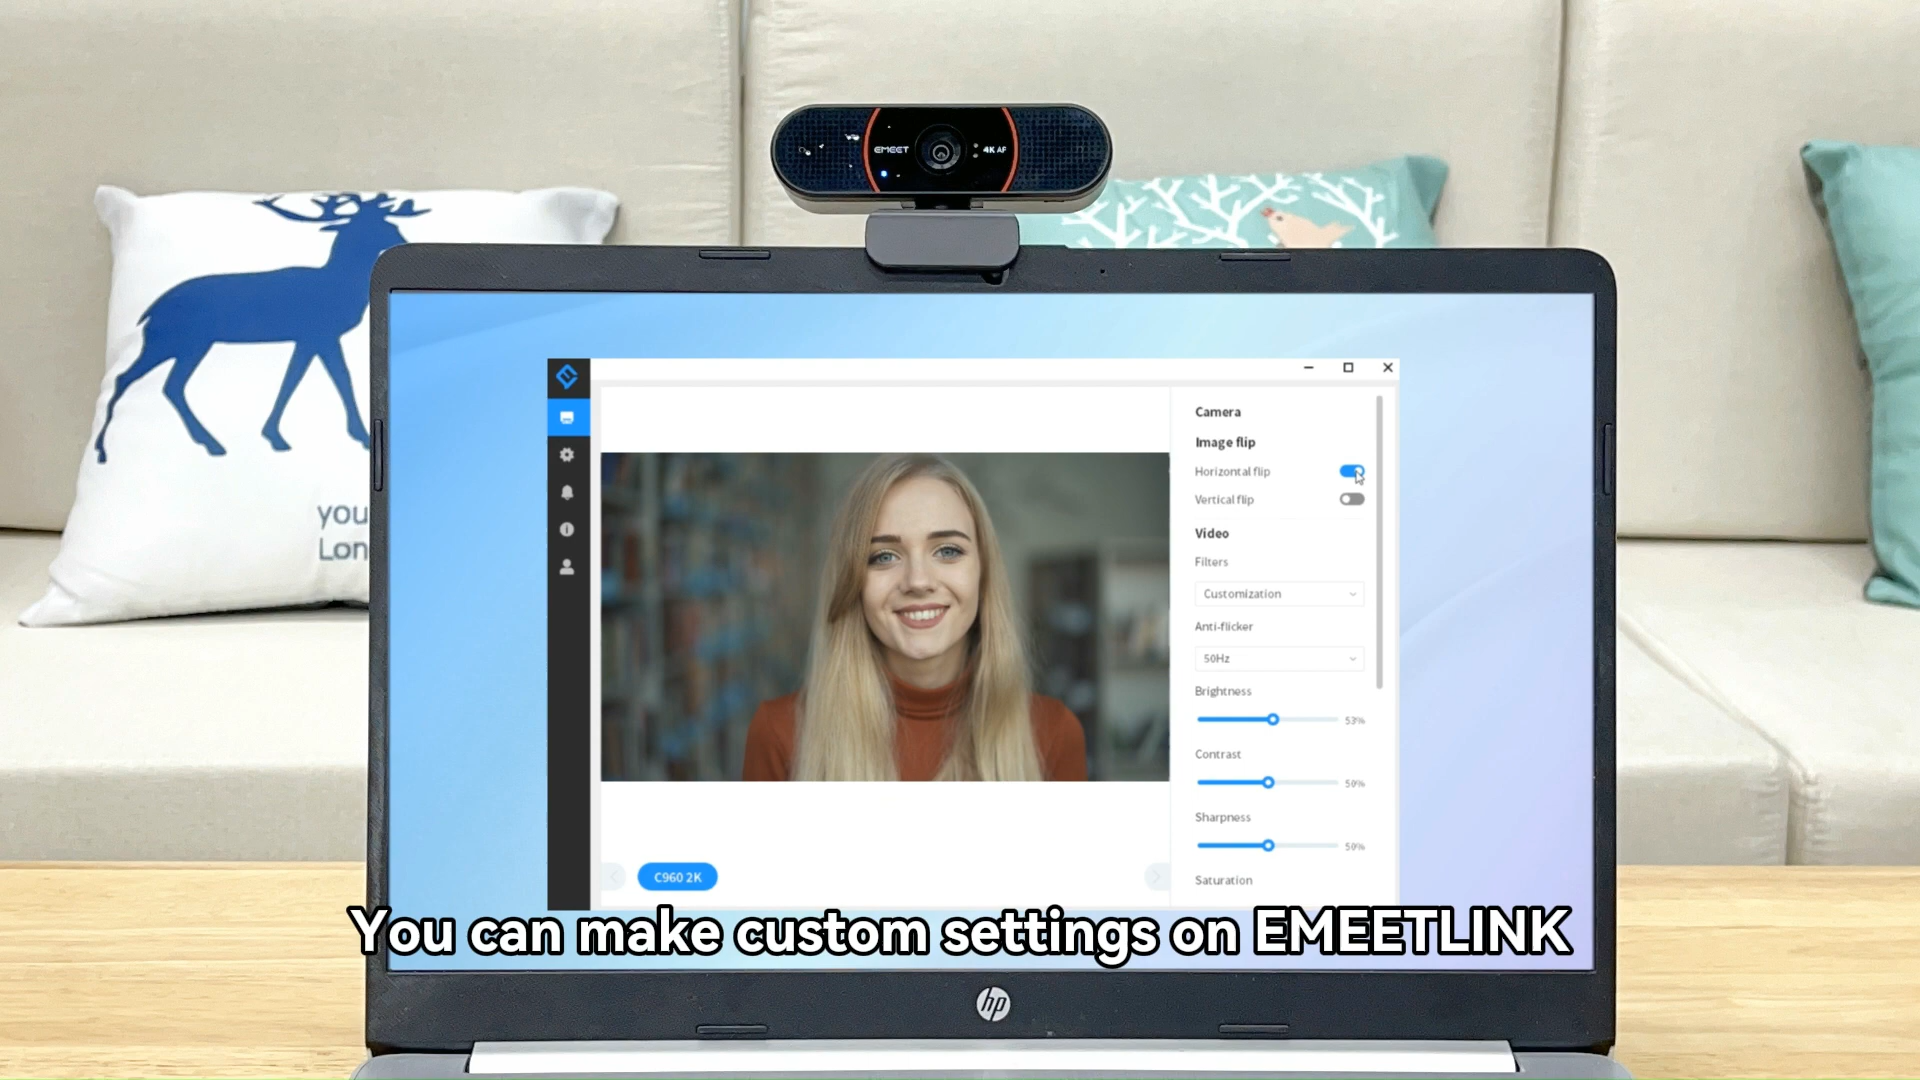 EMEET
4K AF
you
Lon
Camera
Image flip
Horizontal flip
Vertical flip
Video
Filters
Customization
Anti-flicker
50Hz
Brightness
53%
Contrast
50%
Sharpness
50%
Saturation
C960 2K
You can make custom settings on EMEETLINK
hp